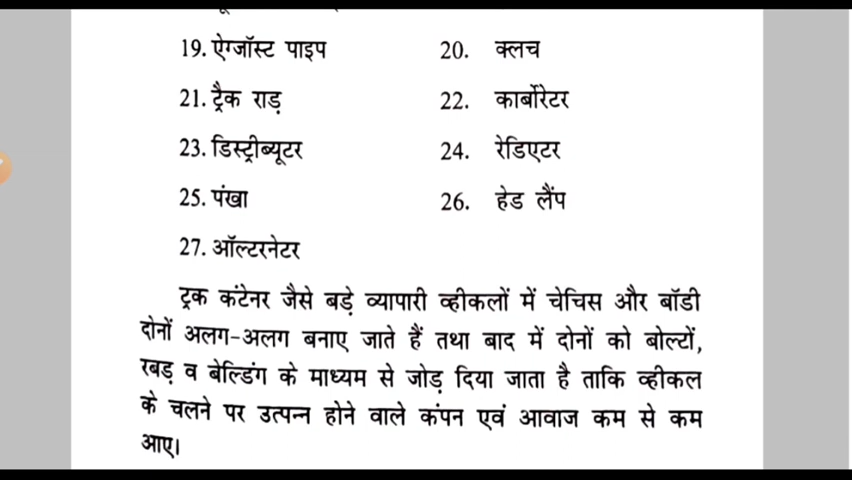 19. ऐग्जॉस्ट पाइप 20. क्लच
21. ट्रैक राड़ 22. कार्बोरेटर
23. डिस्ट्रीब्यूटर 24. रेडिएटर
25. पंखा 26. हेड लैंप
27. ऑल्टरनेटर
ट्रक कंटेनर जैसे बड़े व्यापारी व्हीकलों में चेचिस और बॉडी
दोनों अलग-अलग बनाए जाते हैं तथा बाद में दोनों को बोल्टों,
रबड़ व बेल्डिंग के माध्यम से जोड़ दिया जाता है ताकि व्हीकल
के चलने पर उत्पन्न होने वाले कंपन एवं आवाज कम से कम
आए।